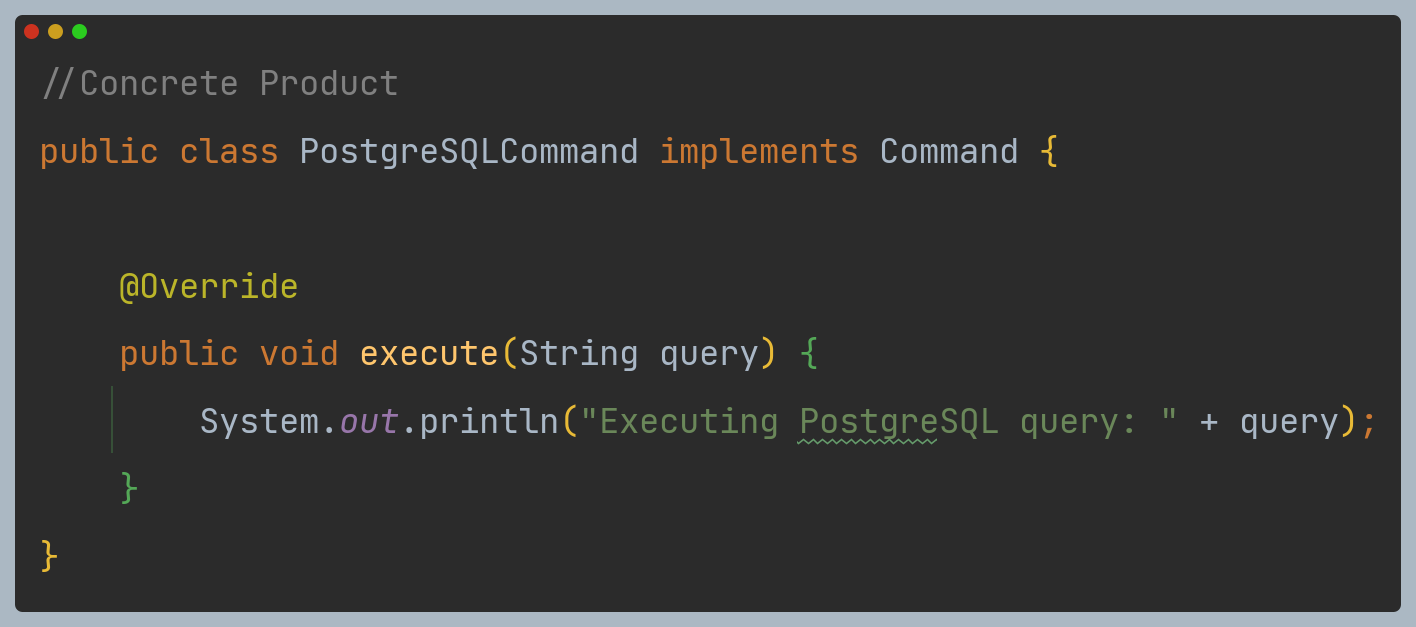 //Concrete Product
public class PostgreSQLCommand implements Command {
@Override
public void execute(String query) {
System.out.println("Executing PostgreSQL query: " + query);
}
}